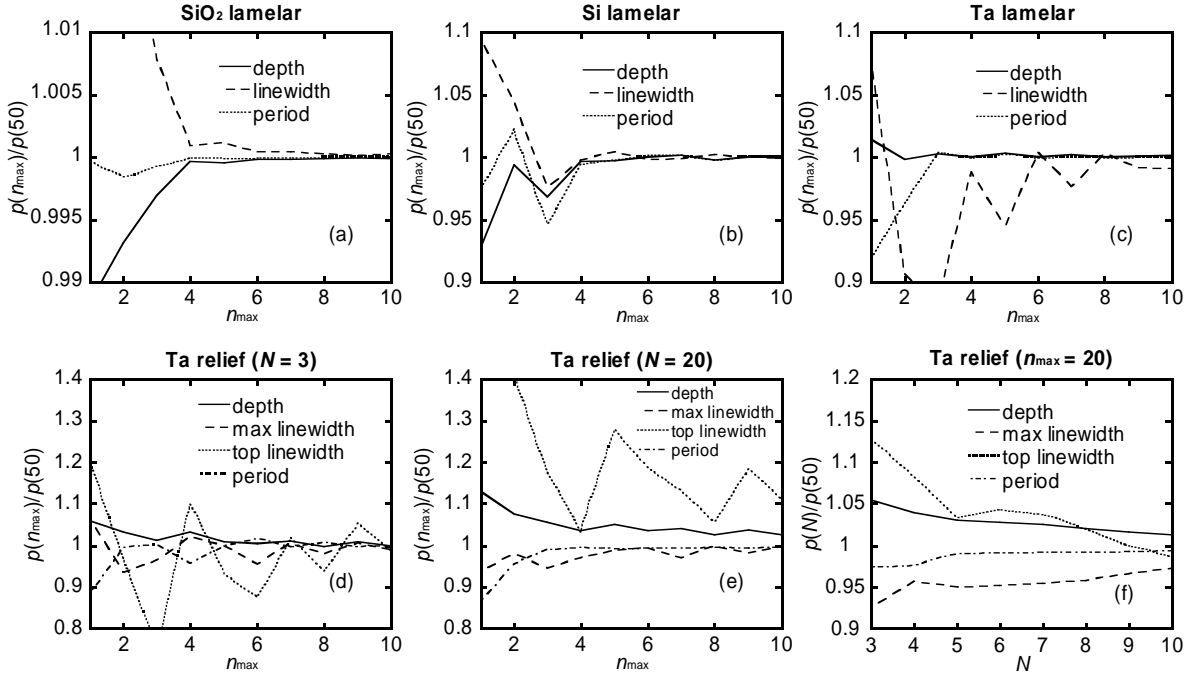 SiO2 lamelar
1.01
1.005
1
0.995
0.99
p(nmax)/p(50)
depth
linewidth
period
(a)
2 4 6 8 10
nmax
Si lamelar
1.1
1.05
1
0.95
0.9
p(nmax)/p(50)
depth
linewidth
period
(b)
2 4 6 8 10
nmax
Ta lamelar
1.1
1.05
1
0.95
0.9
p(nmax)/p(50)
depth
linewidth
period
(c)
2 4 6 8 10
nmax
Ta relief (N = 3)
1.4
1.3
1.2
1.1
1
0.9
0.8
p(nmax)/p(50)
depth
max linewidth
top linewidth
period
(d)
2 4 6 8 10
nmax
Ta relief (N = 20)
1.4
1.3
1.2
1.1
1
0.9
0.8
p(nmax)/p(50)
depth
max linewidth
top linewidth
period
(e)
2 4 6 8 10
nmax
Ta relief (nmax = 20)
1.2
1.15
1.1
1.05
1
0.95
0.9
p(N)/p(50)
depth
max linewidth
top linewidth
period
(f)
3 4 5 6 7 8 9 10
N